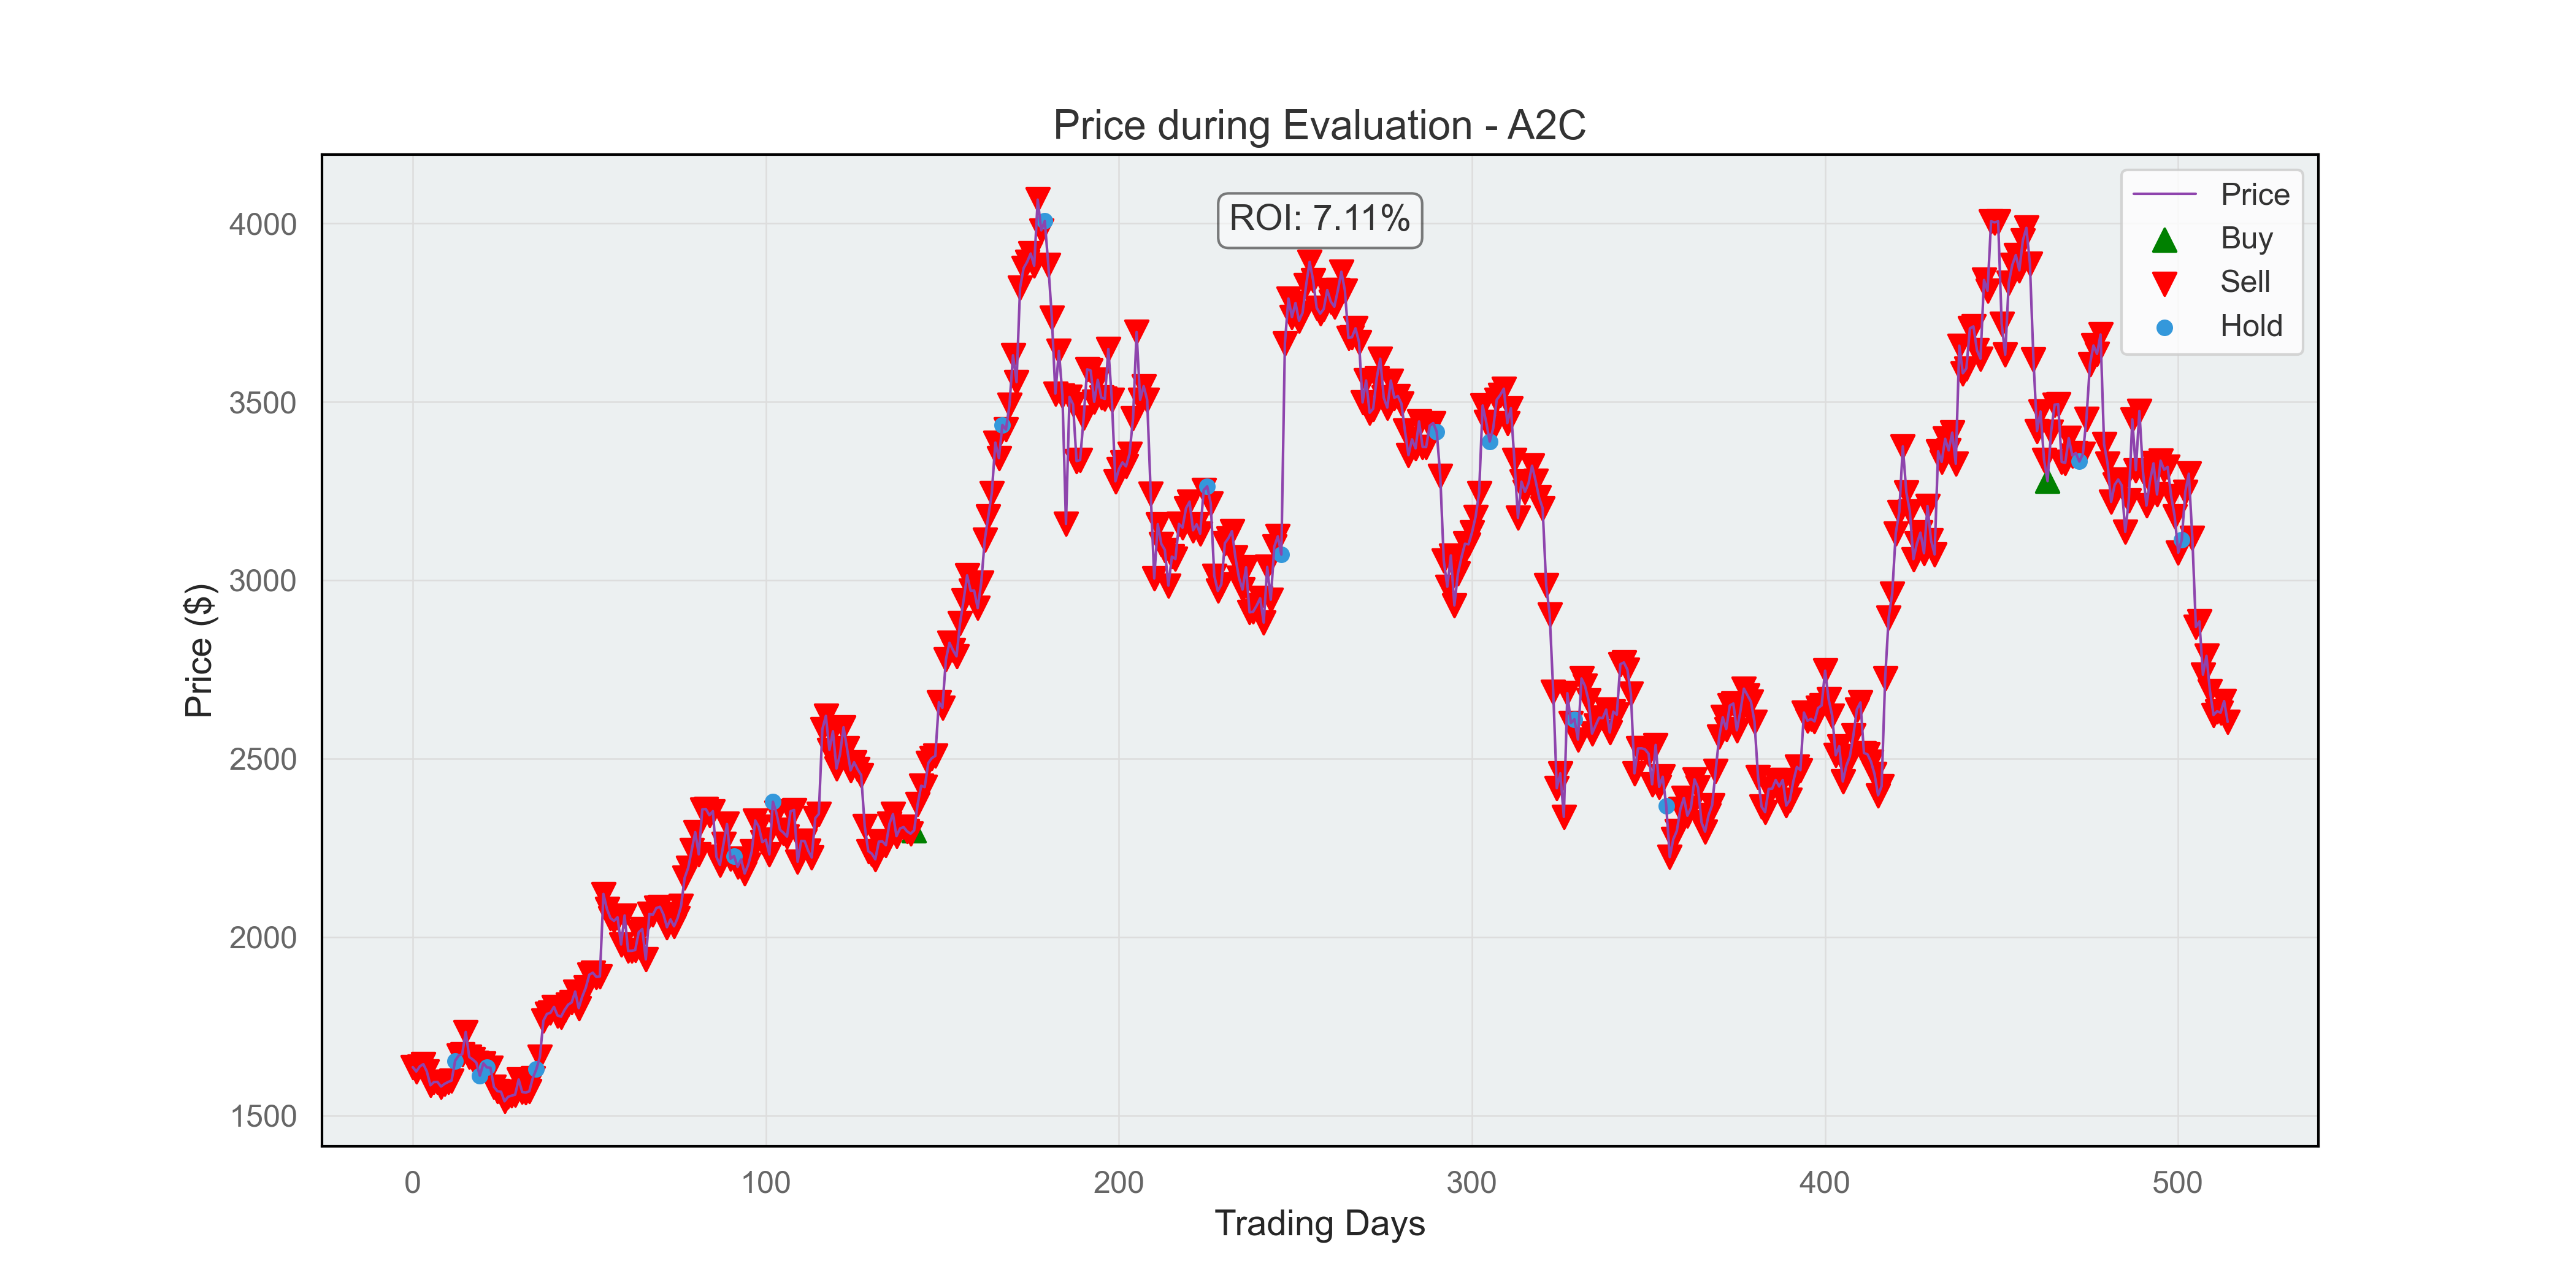 Price during Evaluation - A2C
ROI: 7.11%
Price
Buy
Sell
Hold
Price ($)
4000
3500
3000
2500
2000
1500
0
100
200
300
400
500
Trading Days